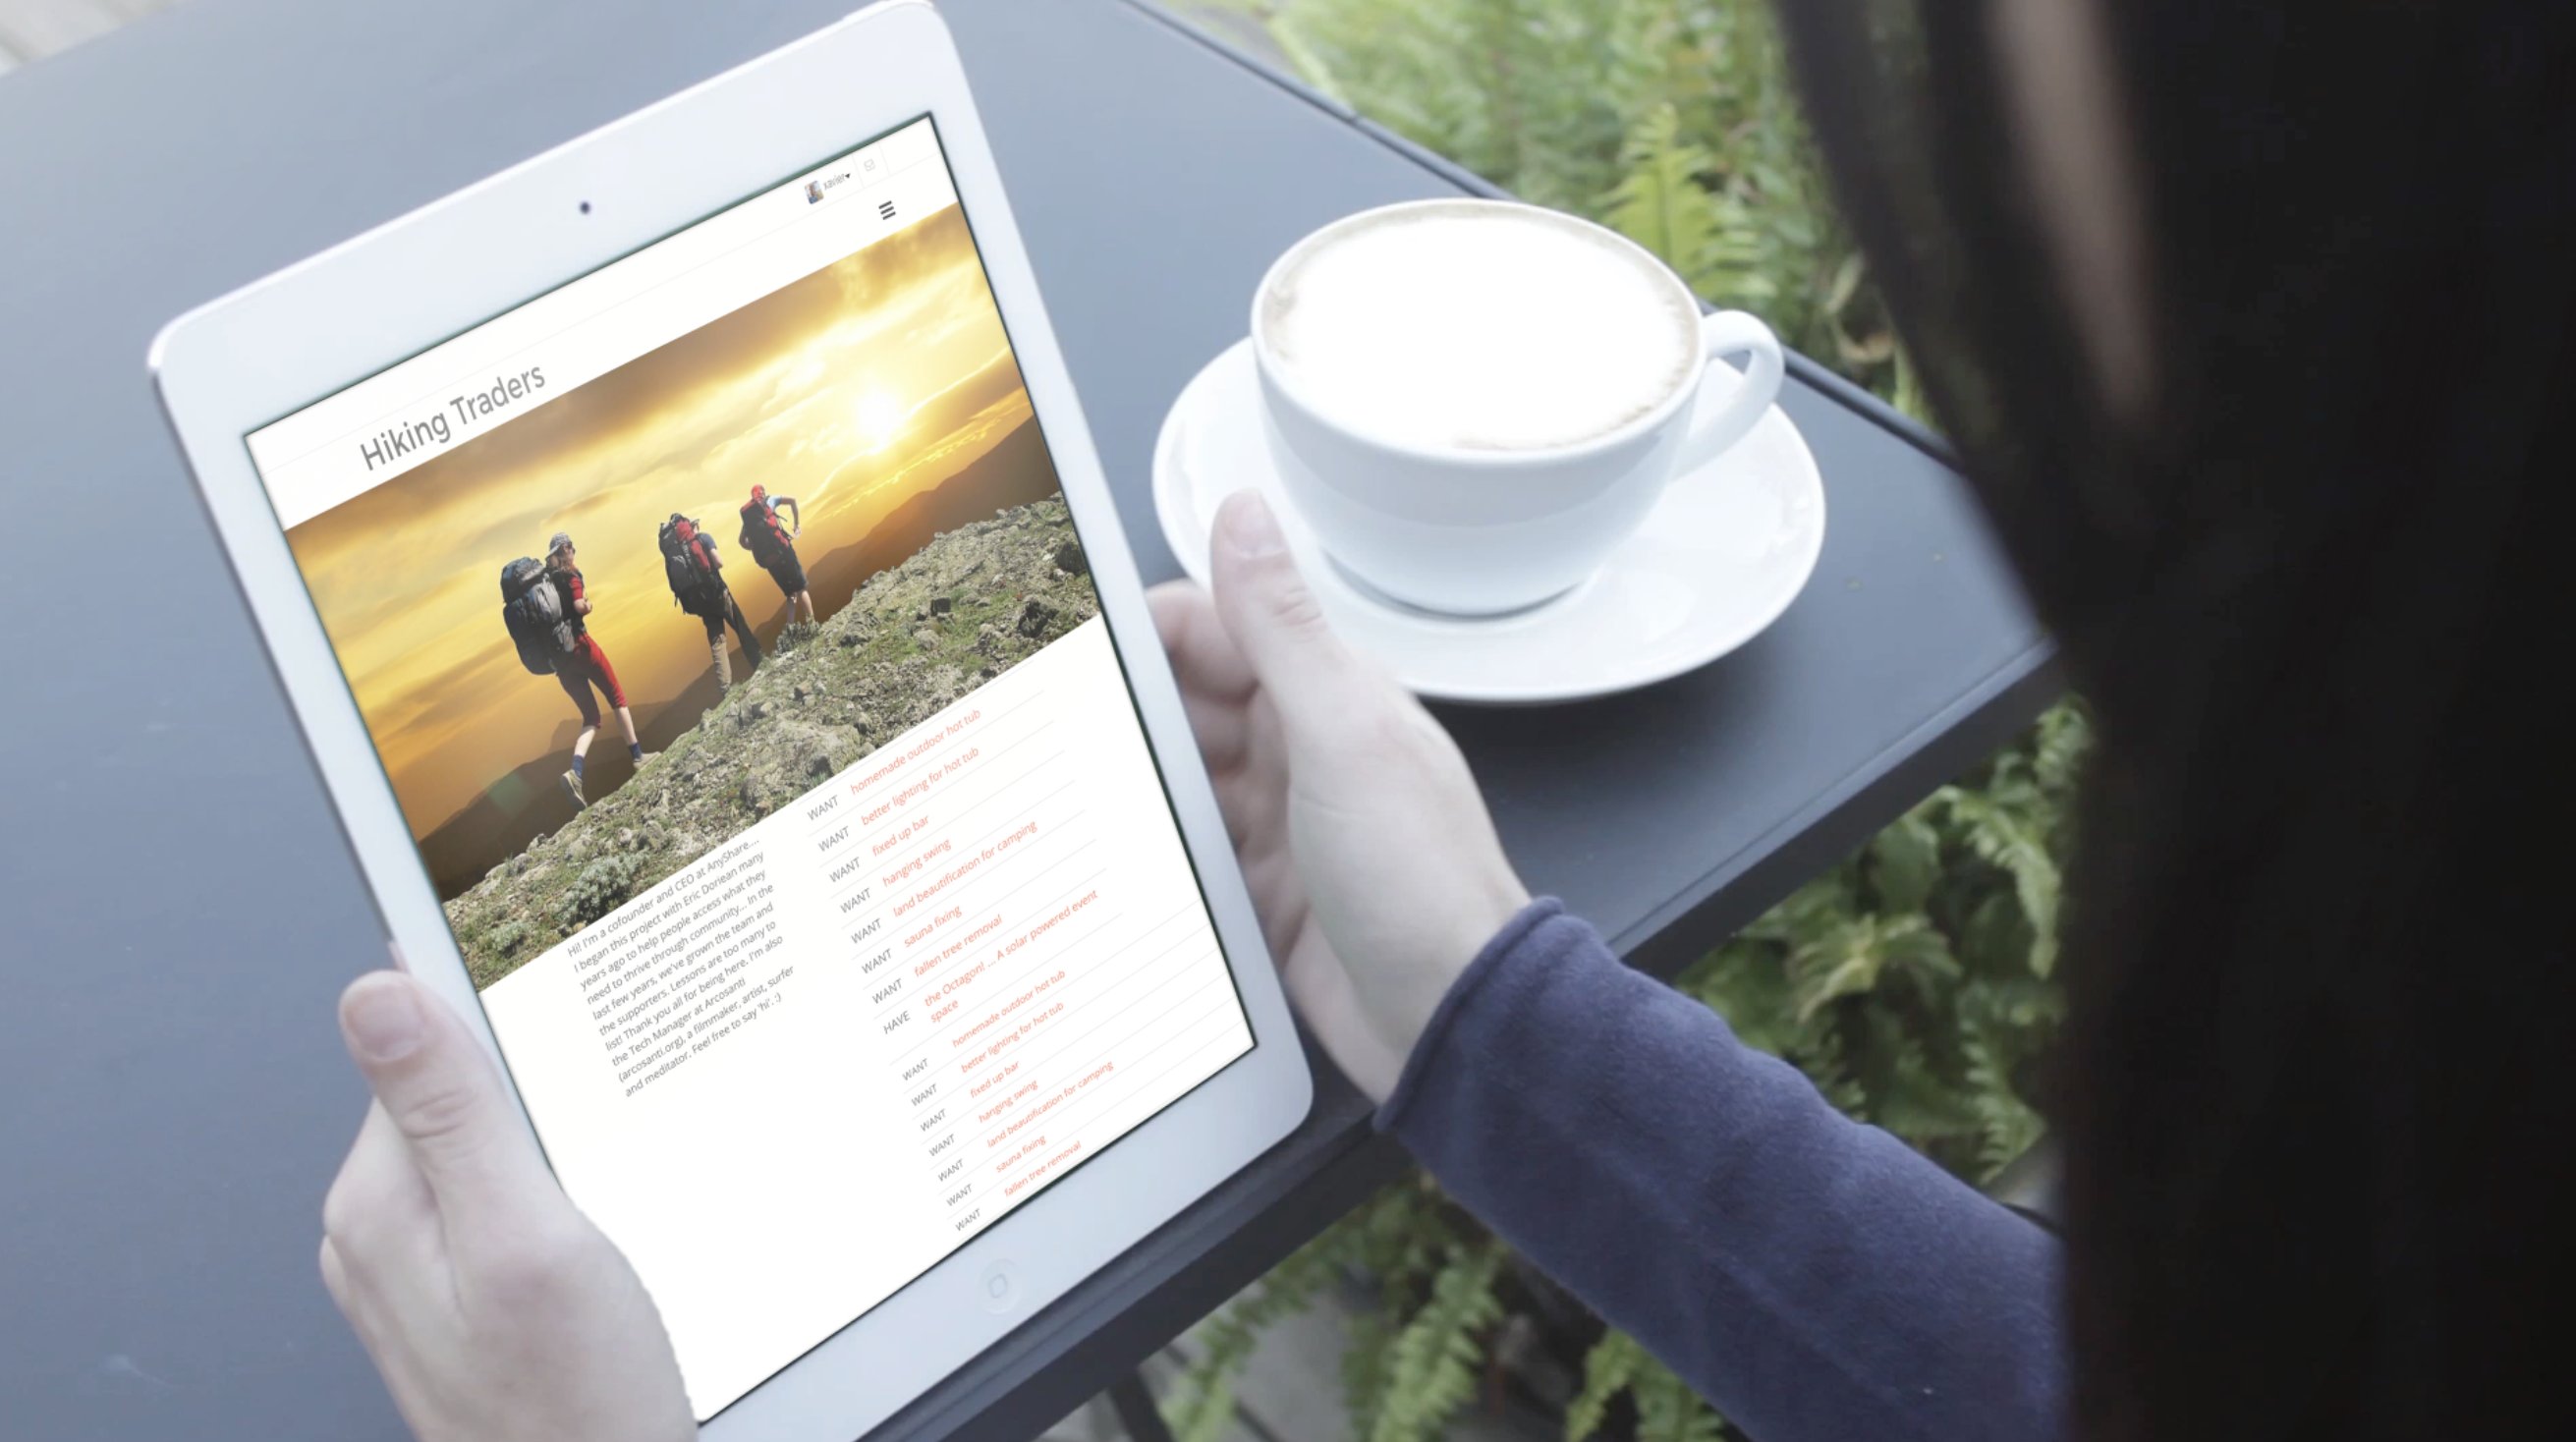 xavier
Hiking Traders
Hi! I'm a cofounder and CEO at AnyShare....
I began this project with Eric Doriean many
years ago to help people access what they
need to thrive through community... In the
last few years, we've grown the team and
the supporters. Lessons are too many to
list! Thank you all for being here. I'm also
the Tech Manager at Arcosanti
(arcosanti.org), a filmmaker, artist, surfer
and meditator. Feel free to say 'hi'. :)
WANT homemade outdoor hot tub
WANT better lighting for hot tub
WANT fixed up bar
WANT hanging swing
WANT land beautification for camping
WANT sauna fixing
WANT fallen tree removal
HAVE the Octagon! ... A solar powered event
space
WANT homemade outdoor hot tub
WANT better lighting for hot tub
WANT fixed up bar
WANT hanging swing
WANT land beautification for camping
WANT sauna fixing
WANT fallen tree removal